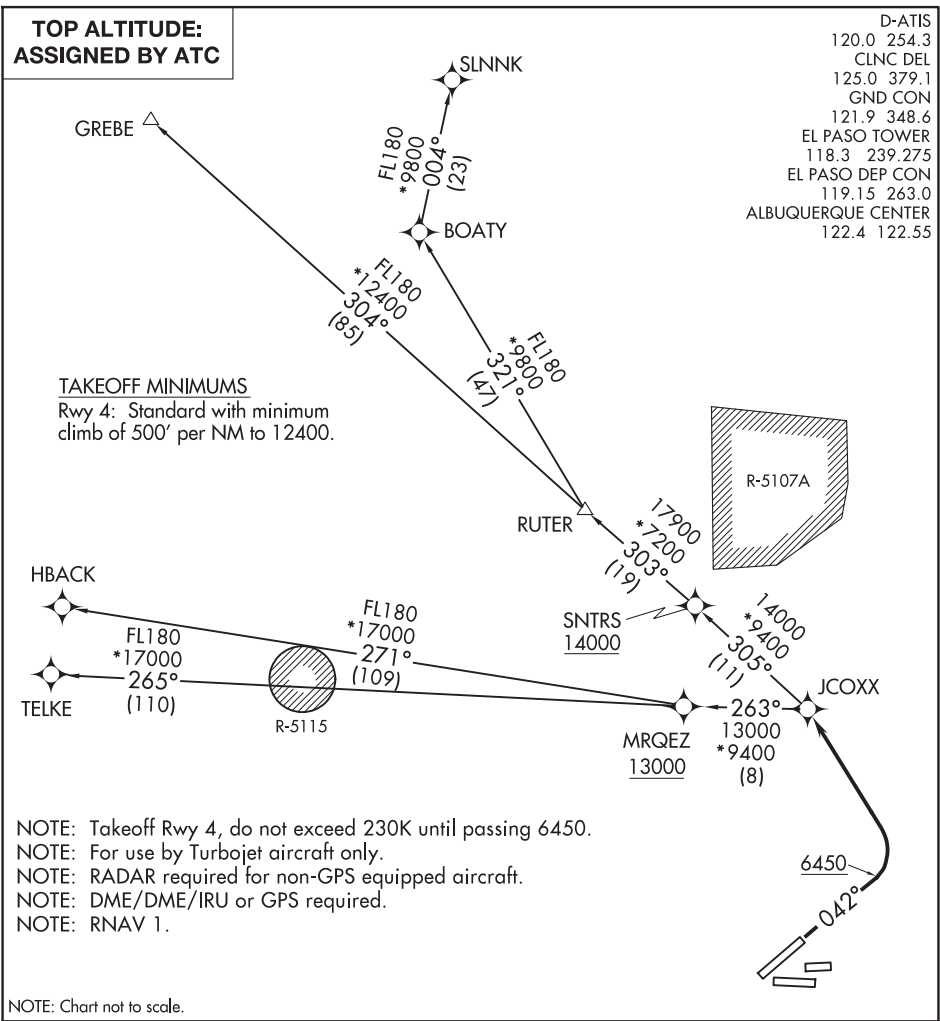 TOP ALTITUDE:
ASSIGNED BY ATC
D-ATIS
120.0 254.3
CLNC DEL
125.0 379.1
GND CON
121.9 348.6
EL PASO TOWER
118.3 239.275
EL PASO DEP CON
119.15 263.0
ALBUQUERQUE CENTER
122.4 122.55
SLNNK
GREBE
FL180
*9800
004°
(23)
BOATY
FL180
*12400
304°
(85)
FL180
*9800
321°
(47)
TAKEOFF MINIMUMS
Rwy 4: Standard with minimum
climb of 500' per NM to 12400.
R-5107A
RUTER
17900
*7200
303°
(19)
HBACK
SNTRS
14000
14000
*9400
305°
(11)
FL180
*17000
271°
(109)
FL180
*17000
265°
(110)
TELKE
R-5115
JCOXX
MRQEZ
13000
263°
13000
*9400
(8)
NOTE: Takeoff Rwy 4, do not exceed 230K until passing 6450.
NOTE: For use by Turbojet aircraft only.
NOTE: RADAR required for non-GPS equipped aircraft.
NOTE: DME/DME/IRU or GPS required.
NOTE: RNAV 1.
6450
042°
NOTE: Chart not to scale.